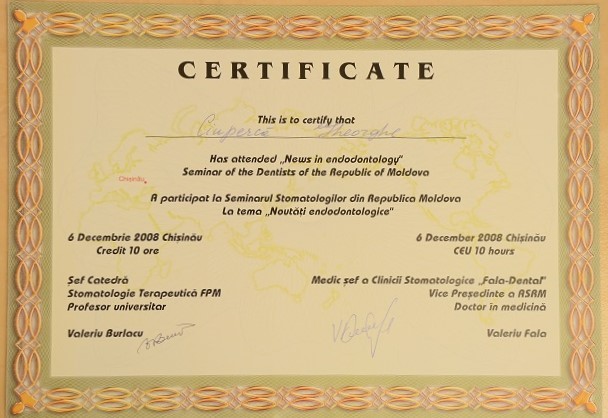 CERTIFICATE
This is to certify that
Ciuperca Gheorghe
Has attended „News in endodontology"
Seminar of the Dentists of the Republic of Moldova
Chișinău
A participat la Seminarul Stomatologilor din Republica Moldova
La tema „Noutăți endodontologice"
6 Decembrie 2008 Chișinău
Credit 10 ore
6 December 2008 Chișinău
CEU 10 hours
Șef Catedră
Stomatologie Terapeutică FPM
Profesor universitar
Medic șef a Clinicii Stomatologice „Fala-Dental"
Vice Președinte a ASRM
Doctor în medicină
Valeriu Burlacu
Valeriu Fala